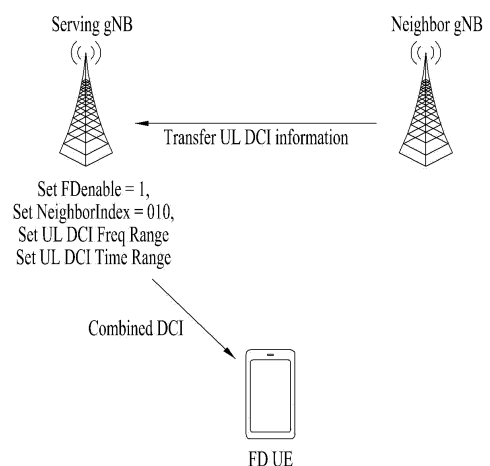 Serving gNB
Neighbor gNB
Transfer UL DCI information
Set FDenable = 1,
Set NeighborIndex = 010,
Set UL DCI Freq Range
Set UL DCI Time Range
Combined DCI
FD UE